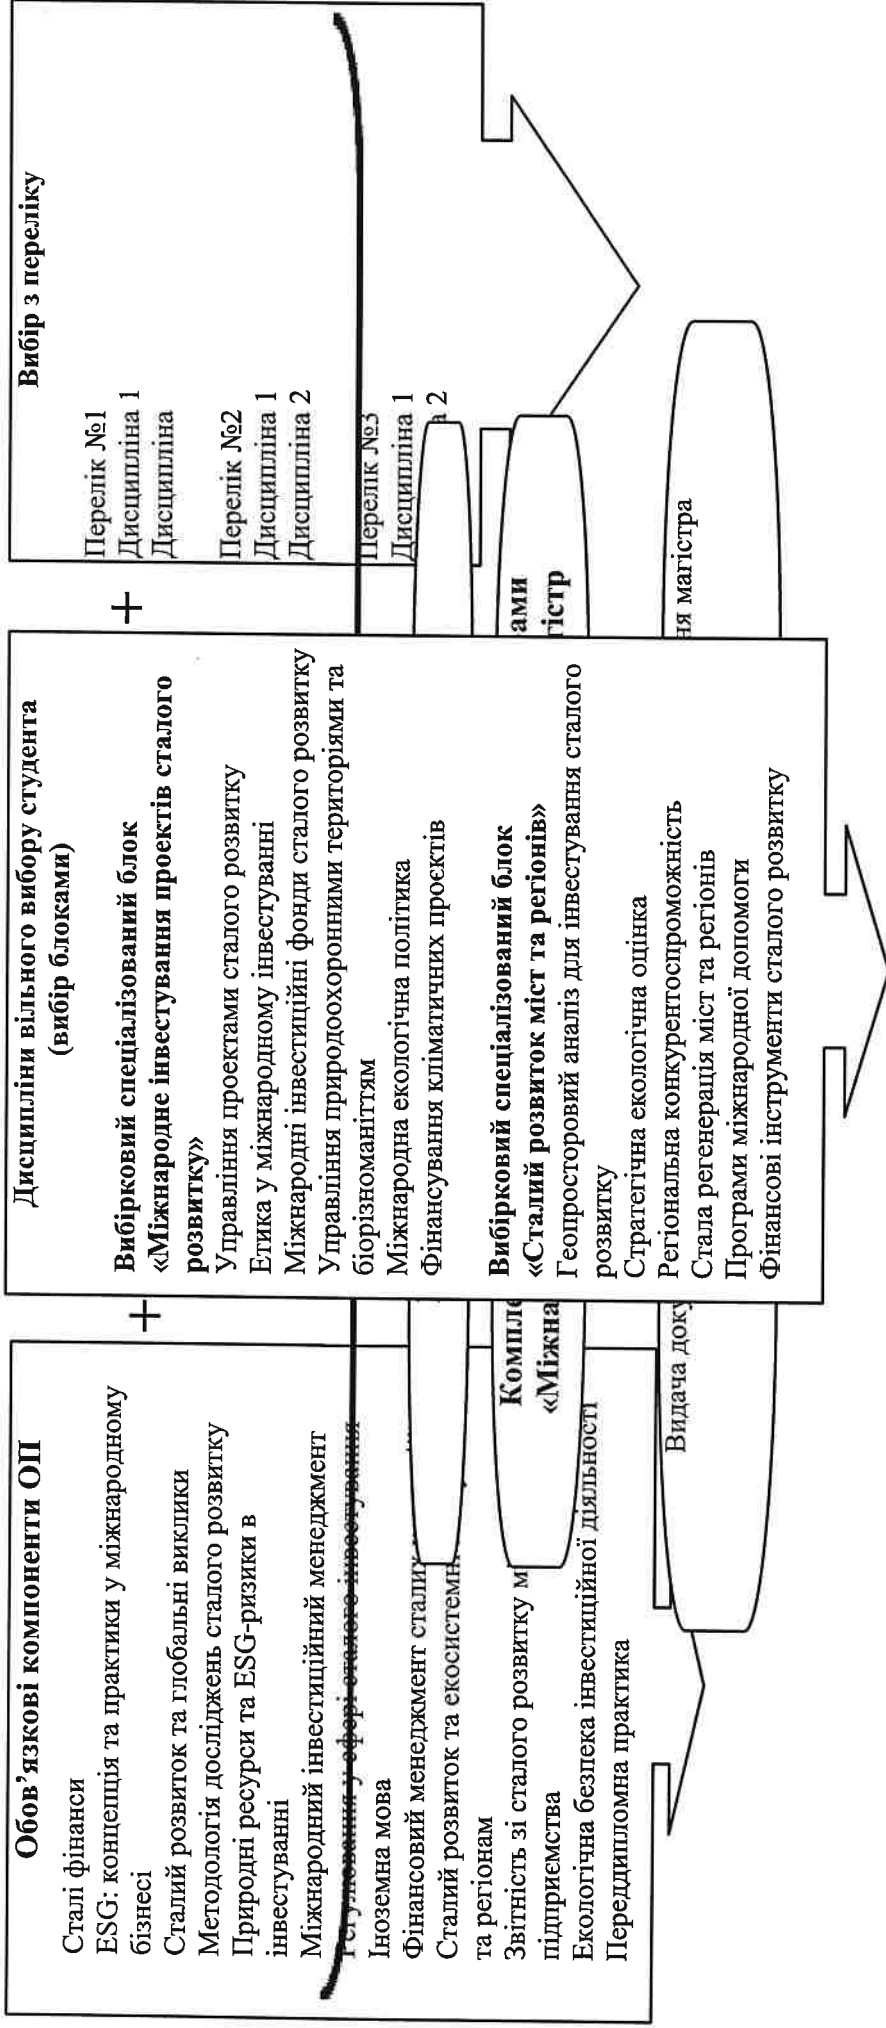 Обов’язкові компоненти ОП
Сталі фінанси
ESG: концепція та практики у міжнародному
бізнесі
Сталий розвиток та глобальні виклики
Методологія досліджень сталого розвитку
Природні ресурси та ESG-ризики в
інвестуванні
Міжнародний інвестиційний менеджмент
Регулювання у сфері сталого інвестування
Іноземна мова
Фінансовий менеджмент сталих
Сталий розвиток та екосистемн
та регіонам
Звітність зі сталого розвитку м
підприємства
Екологічна безпека інвестиційної діяльності
Переддипломна практика
+
Дисципліни вільного вибору студента
(вибір блоками)
Вибірковий спеціалізований блок
«Міжнародне інвестування проектів сталого
розвитку»
Управління проектами сталого розвитку
Етика у міжнародному інвестуванні
Міжнародні інвестиційні фонди сталого розвитку
Управління природоохоронними територіями та
біорізноманіттям
Міжнародна екологічна політика
Фінансування кліматичних проєктів
Вибірковий спеціалізований блок
«Сталий розвиток міст та регіонів»
Геопросторовий аналіз для інвестування сталого
розвитку
Стратегічна екологічна оцінка
Регіональна конкурентоспроможність
Стала регенерація міст та регіонів
Програми міжнародної допомоги
Фінансові інструменти сталого розвитку
+
Вибір з переліку
Перелік №1
Дисципліна 1
Дисципліна
Перелік №2
Дисципліна 1
Дисципліна 2
Перелік №3
Дисципліна 1
а 2
Компле
ами
«Міжна
гістр
Видача доку
ня магістра